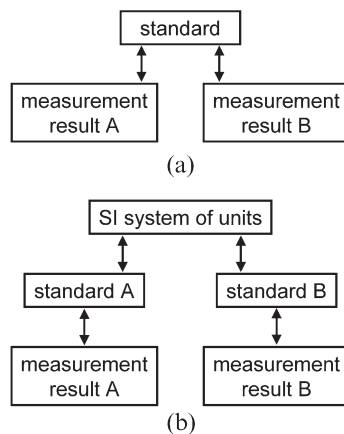 standard
measurement
result A
measurement
result B
(a)
SI system of units
standard A
standard B
measurement
result A
measurement
result B
(b)